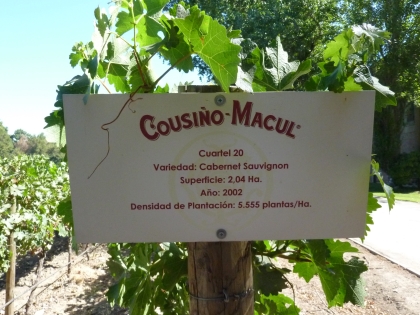 Cousiño-Macul
Cuartel 20
Variedad: Cabernet Sauvignon
Superficie: 2,04 Ha.
Año: 2002
Densidad de Plantación: 5.555 plantas/Ha.